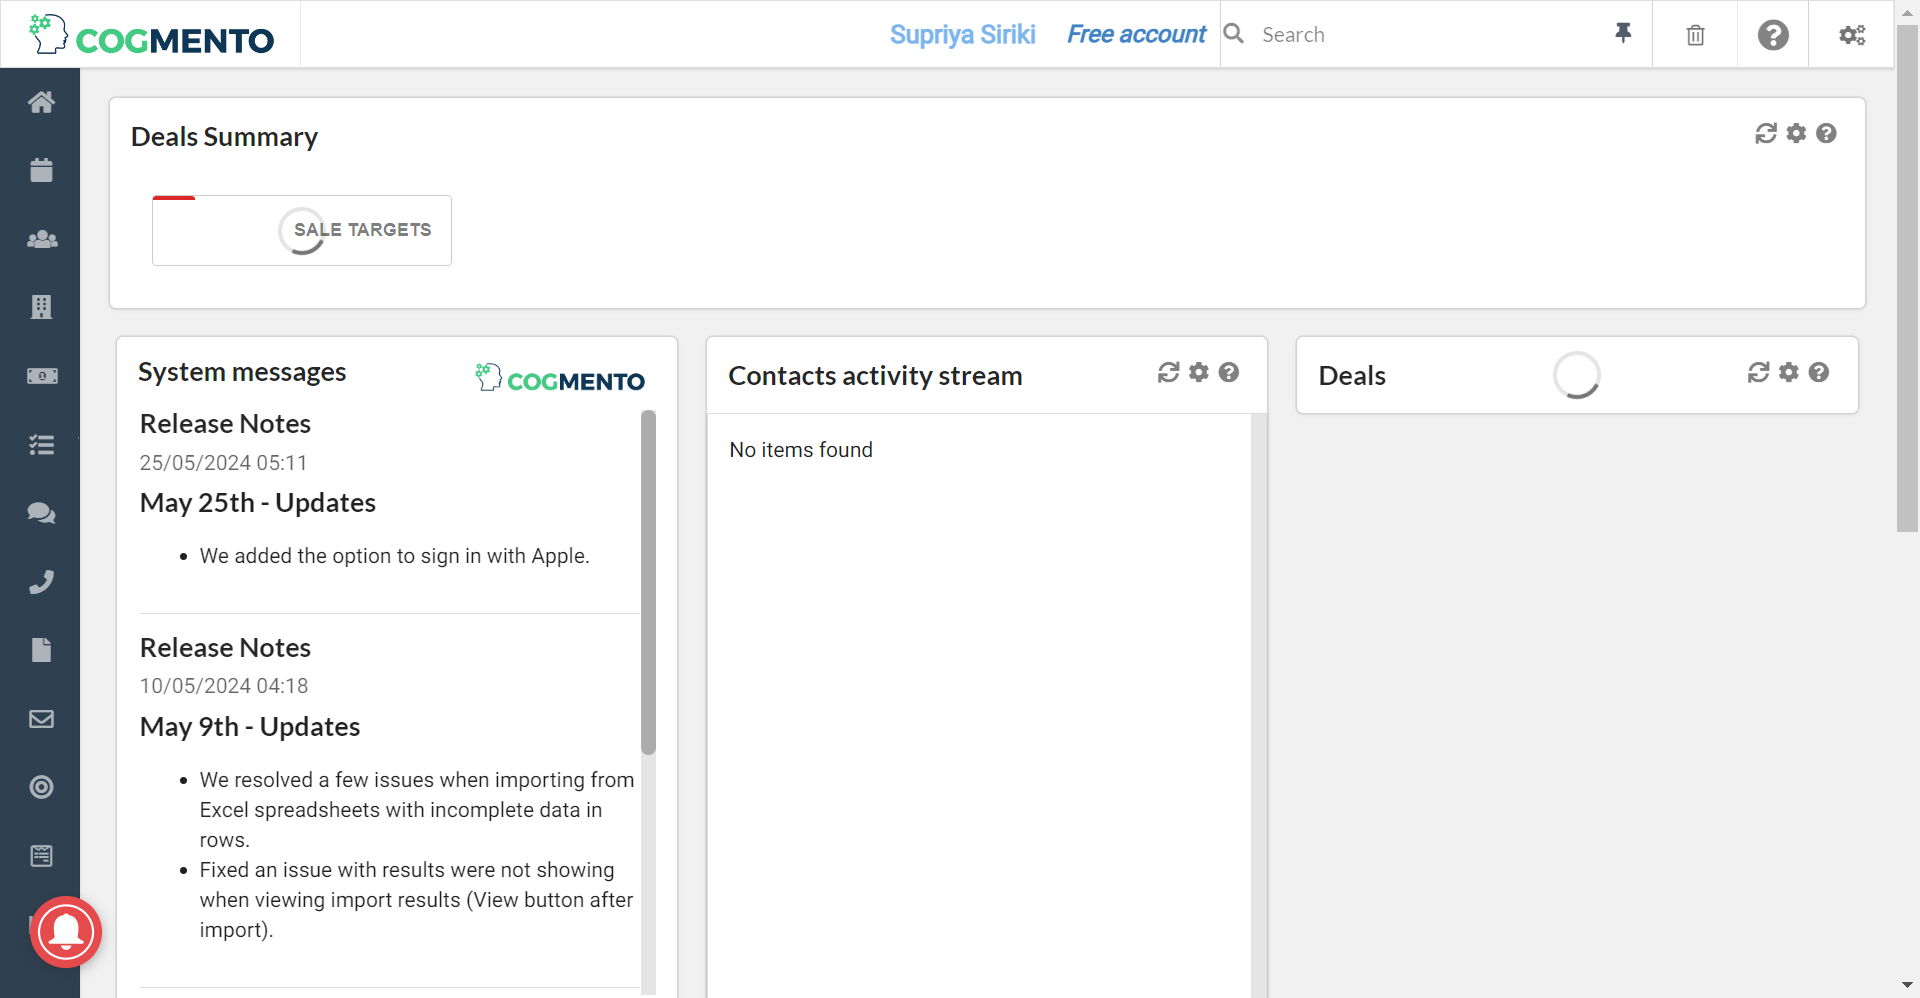 COGMENTO
Supriya Siriki
Free account
Search
Deals Summary
SALE TARGETS
System messages
COGMENTO
Release Notes
25/05/2024 05:11
May 25th - Updates
We added the option to sign in with Apple.
Release Notes
10/05/2024 04:18
May 9th - Updates
We resolved a few issues when importing from
Excel spreadsheets with incomplete data in
rows.
Fixed an issue with results were not showing
when viewing import results (View button after
import).
Contacts activity stream
No items found
Deals